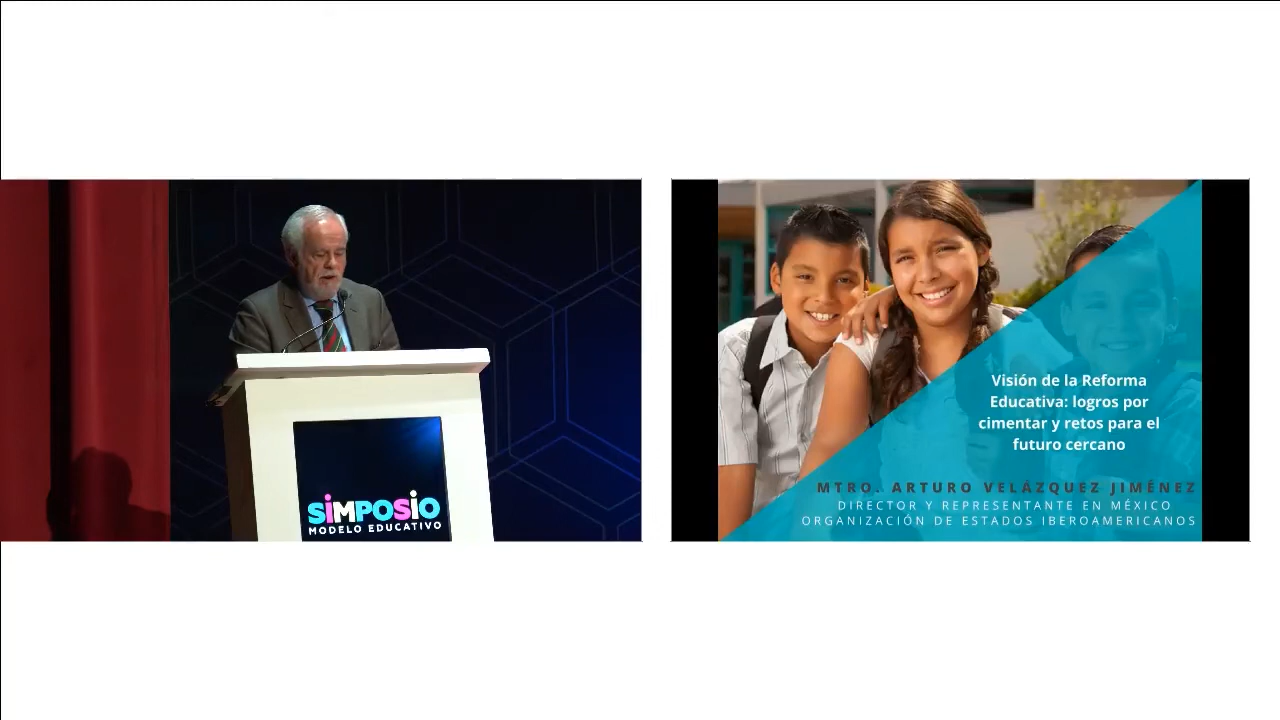 SiMPOSiO
MODELO EDUCATIVO
Visión de la Reforma
Educativa: logros por
cimentar y retos para el
futuro cercano
MTRO. ARTURO VELÁZQUEZ JIMÉNEZ
DIRECTOR Y REPRESENTANTE EN MÉXICO
ORGANIZACIÓN DE ESTADOS IBEROAMERICANOS